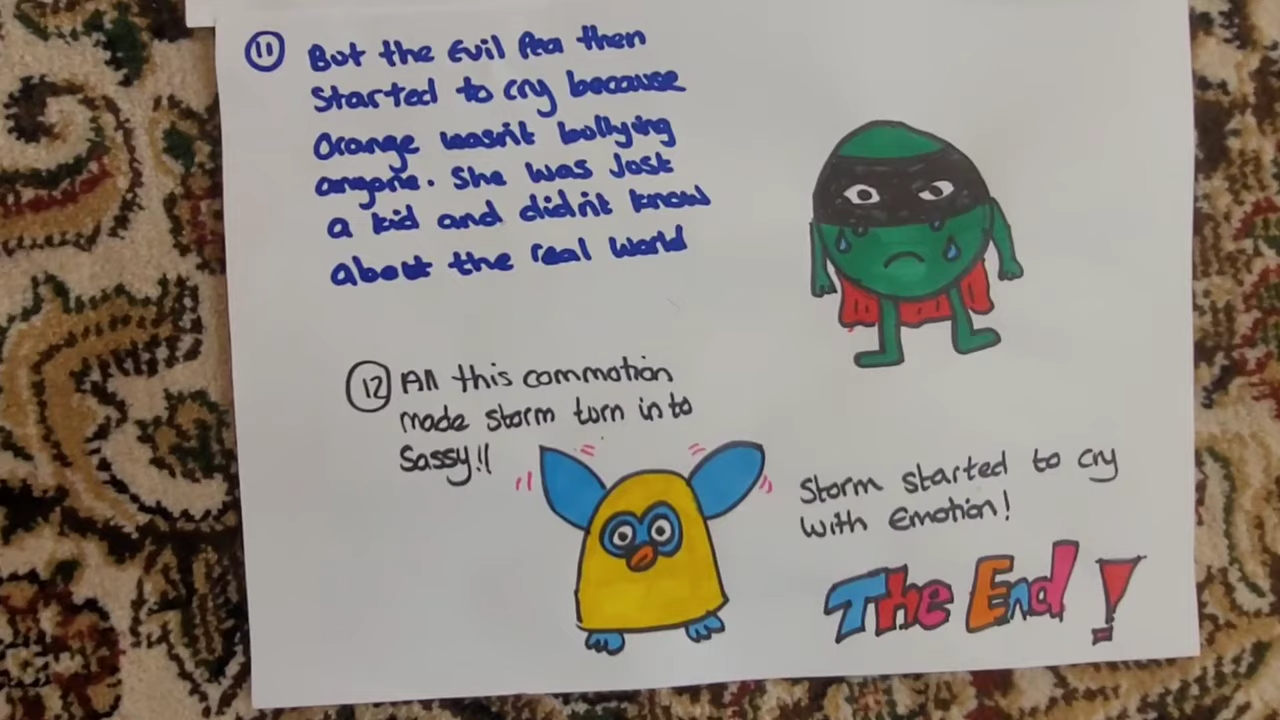 11 But the Evil Pea then
Started to cry because
Orange wasn't bullying
anyone. She was Just
a kid and didn't know
about the real world
12 All this commotion
made storm turn in to
Sassy!!
Storm started to cry
with Emotion!
The End!